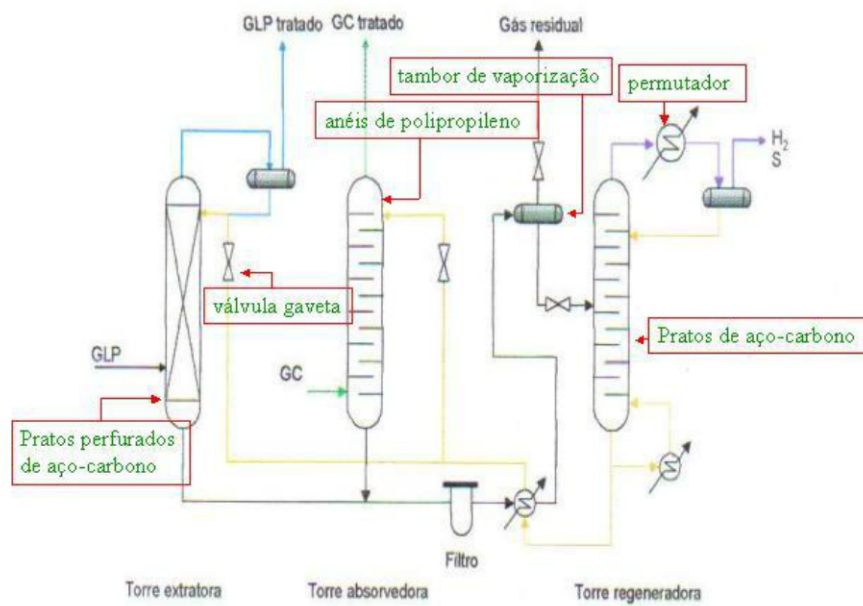 GLP tratado
GC tratado
Gás residual
tambor de vaporização
permutador
anéis de polipropileno
H2
S
válvula gaveta
Pratos de aço-carbono
GLP
GC
Pratos perfurados
de aço-carbono
Filtro
Torre extratora
Torre absorvedora
Torre regeneradora